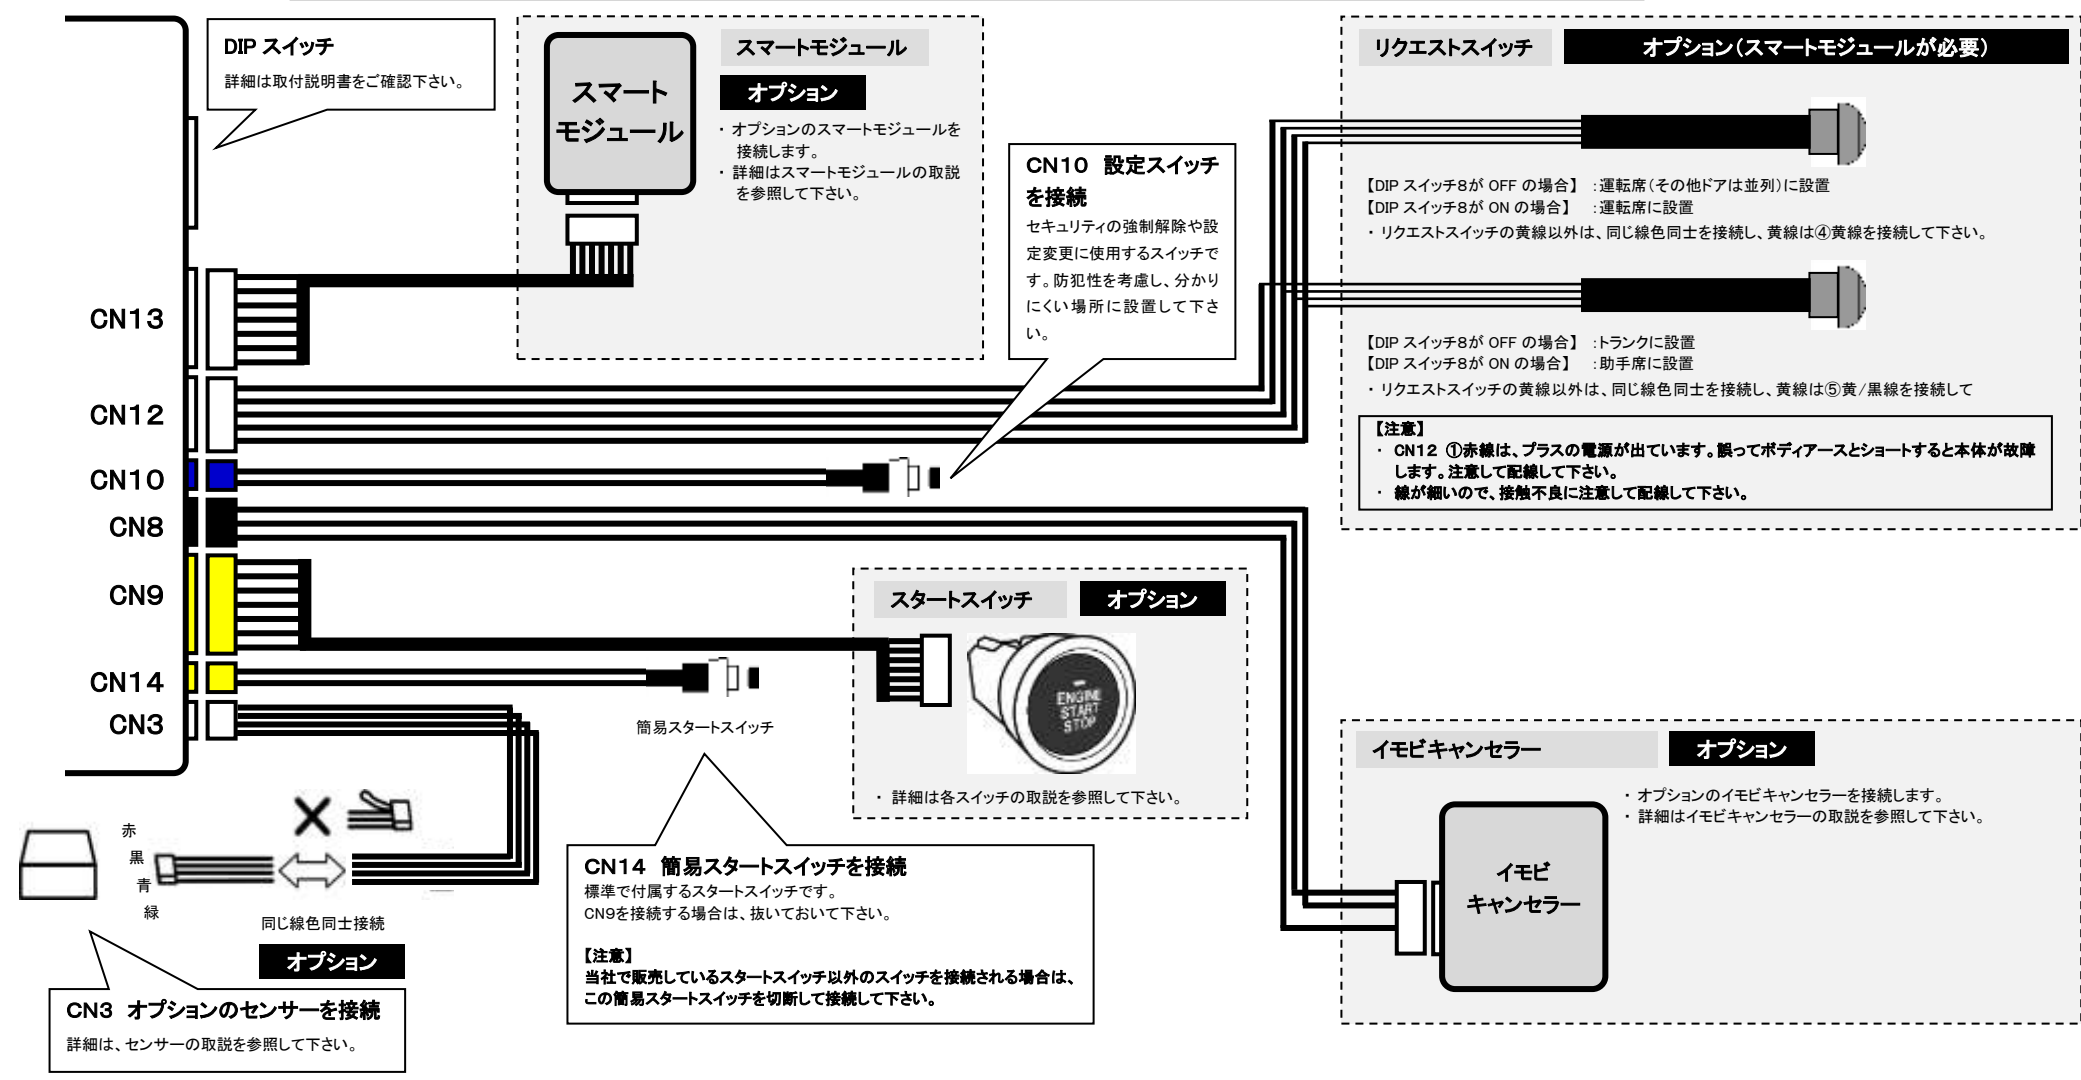 DIP スイッチ
詳細は取付説明書をご確認下さい。
スマート
モジュール
スマートモジュール
オプション
・ オプションのスマートモジュールを
接続します。
・ 詳細はスマートモジュールの取説
を参照して下さい。
CN10 設定スイッチ
を接続
セキュリティの強制解除や設
定変更に使用するスイッチで
す。防犯性を考慮し、分かり
にくい場所に設置して下さ
い。
リクエストスイッチ
オプション（スマートモジュールが必要）
【DIP スイッチ8が OFF の場合】 ：運転席（その他ドアは並列）に設置
【DIP スイッチ8が ON の場合】 ：運転席に設置
・ リクエストスイッチの黄線以外は、同じ線色同士を接続し、黄線は④黄線を接続して下さい。
【DIP スイッチ8が OFF の場合】 ：トランクに設置
【DIP スイッチ8が ON の場合】 ：助手席に設置
・ リクエストスイッチの黄線以外は、同じ線色同士を接続し、黄線は⑤黄/黒線を接続して
【注意】
・ CN12 ①赤線は、プラスの電源が出ています。誤ってボディアースとショートすると本体が故障
します。注意して配線して下さい。
・ 線が細いので、接触不良に注意して配線して下さい。
CN13
CN12
CN10
CN8
CN9
CN14
CN3
スタートスイッチ
オプション
ENGINE
START
STOP
・ 詳細は各スイッチの取説を参照して下さい。
簡易スタートスイッチ
CN14 簡易スタートスイッチを接続
標準で付属するスタートスイッチです。
CN9を接続する場合は、抜いておいて下さい。
【注意】
当社で販売しているスタートスイッチ以外のスイッチを接続される場合は、
この簡易スタートスイッチを切断して接続して下さい。
イモビキャンセラー
オプション
・ オプションのイモビキャンセラーを接続します。
・ 詳細はイモビキャンセラーの取説を参照して下さい。
イモビ
キャンセラー
赤
黒
青
緑
同じ線色同士接続
オプション
CN3 オプションのセンサーを接続
詳細は、センサーの取説を参照して下さい。